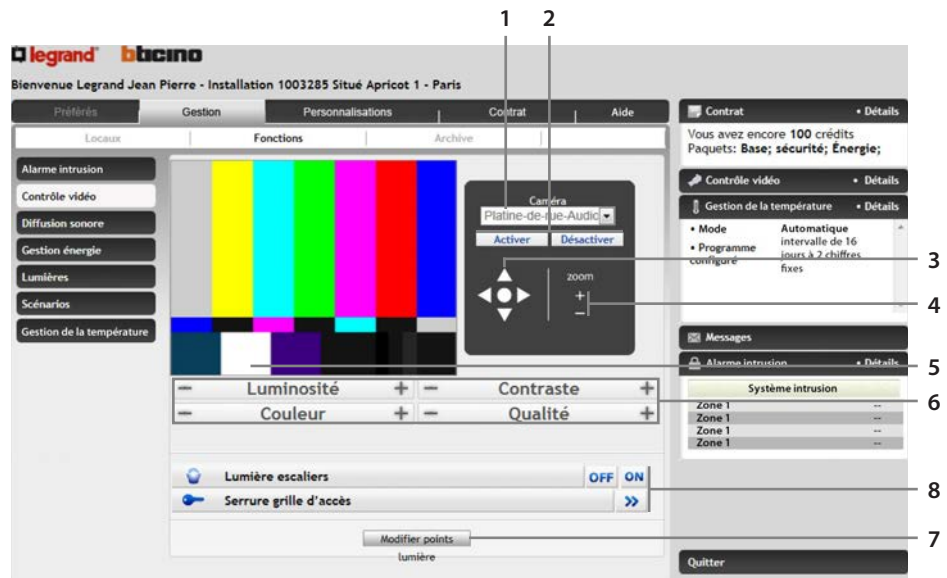 1 2
legrand bticino
Bienvenue Legrand Jean Pierre - Installation 1003285 Situé Apricot 1 - Paris
Préférés Gestion Personnalisations Contrat Aide
Locaux Fonctions Archive
Alarme intrusion
Contrôle vidéo
Diffusion sonore
Gestion énergie
Lumières
Scénarios
Gestion de la température
Caméra
Platine-de-rue-Audic
Activer Désactiver
zoom
+
−
− Luminosité + − Contraste +
− Couleur + − Qualité +
Lumière escaliers OFF ON
Serrure grille d'accès >>
Modifier points
lumière
Contrat • Détails
Vous avez encore 100 crédits
Paquets: Base; sécurité; Énergie;
Contrôle vidéo • Détails
Gestion de la température • Détails
• Mode Automatique
• Programme configuré intervalle de 16 jours à 2 chiffres fixes
Messages
Alarme intrusion • Détails
Système intrusion
Zone 1 --
Zone 1 --
Zone 1 --
Zone 1 --
Quitter
3
4
5
6
8
7